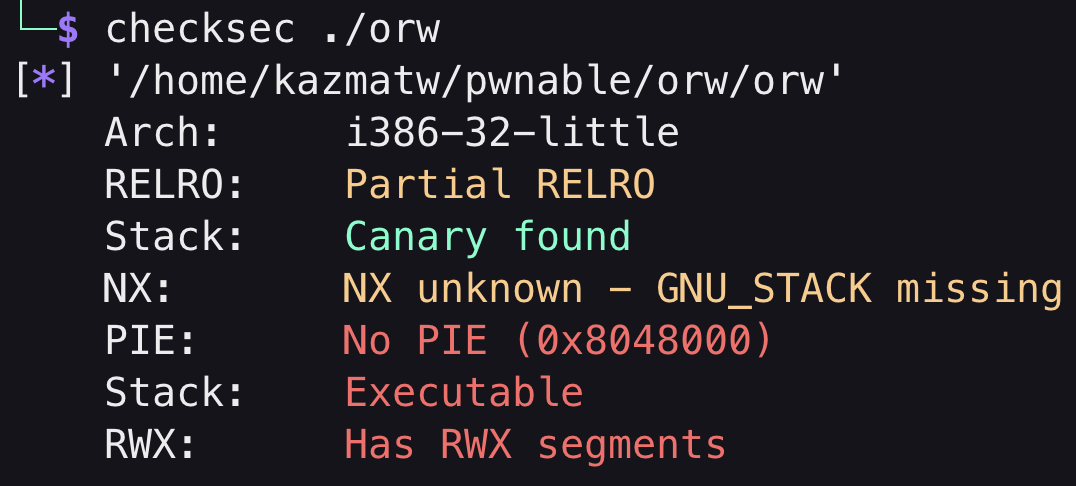 └─$ checksec ./orw
[*] '/home/kazmatw/pwnable/orw/orw'
Arch: i386-32-little
RELRO: Partial RELRO
Stack: Canary found
NX: NX unknown - GNU_STACK missing
PIE: No PIE (0x8048000)
Stack: Executable
RWX: Has RWX segments